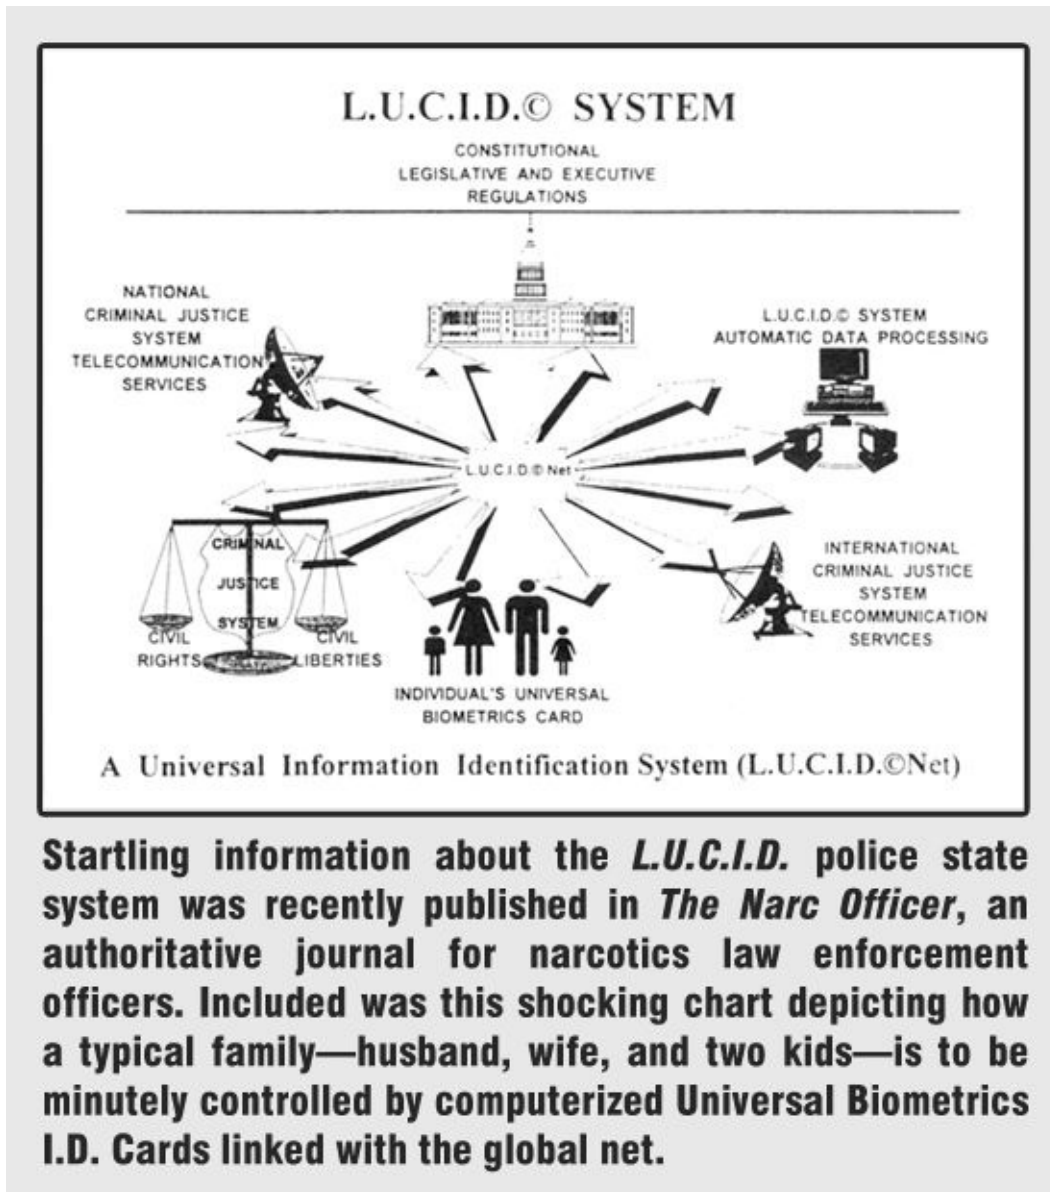 L.U.C.I.D.© SYSTEM
CONSTITUTIONAL
LEGISLATIVE AND EXECUTIVE
REGULATIONS
NATIONAL
CRIMINAL JUSTICE
SYSTEM
TELECOMMUNICATION
SERVICES
L.U.C.I.D.© SYSTEM
AUTOMATIC DATA PROCESSING
L.U.C.I.D.© Net
CRIMINAL
JUSTICE
SYSTEM
CIVIL
RIGHTS
CIVIL
LIBERTIES
INTERNATIONAL
CRIMINAL JUSTICE
SYSTEM
TELECOMMUNICATION
SERVICES
INDIVIDUAL'S UNIVERSAL
BIOMETRICS CARD
A Universal Information Identification System (L.U.C.I.D.©Net)
Startling information about the L.U.C.I.D. police state
system was recently published in The Narc Officer, an
authoritative journal for narcotics law enforcement
officers. Included was this shocking chart depicting how
a typical family—husband, wife, and two kids—is to be
minutely controlled by computerized Universal Biometrics
I.D. Cards linked with the global net.